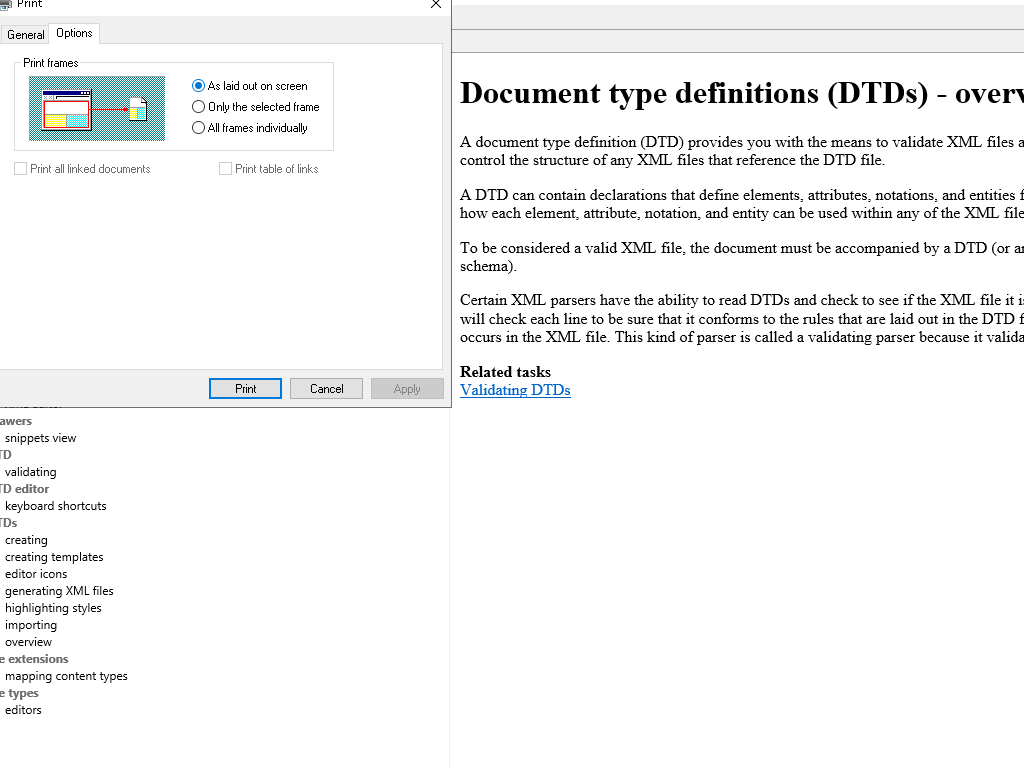 Print
General
Options
Print frames
As laid out on screen
Only the selected frame
All frames individually
Print all linked documents
Print table of links
Print
Cancel
Apply
awers
snippets view
TD
validating
TD editor
keyboard shortcuts
TDs
creating
creating templates
editor icons
generating XML files
highlighting styles
importing
overview
e extensions
mapping content types
e types
editors
Document type definitions (DTDs) - overv
A document type definition (DTD) provides you with the means to validate XML files a
control the structure of any XML files that reference the DTD file.
A DTD can contain declarations that define elements, attributes, notations, and entities f
how each element, attribute, notation, and entity can be used within any of the XML file
To be considered a valid XML file, the document must be accompanied by a DTD (or an
schema).
Certain XML parsers have the ability to read DTDs and check to see if the XML file it is
will check each line to be sure that it conforms to the rules that are laid out in the DTD f
occurs in the XML file. This kind of parser is called a validating parser because it valida
Related tasks
Validating DTDs